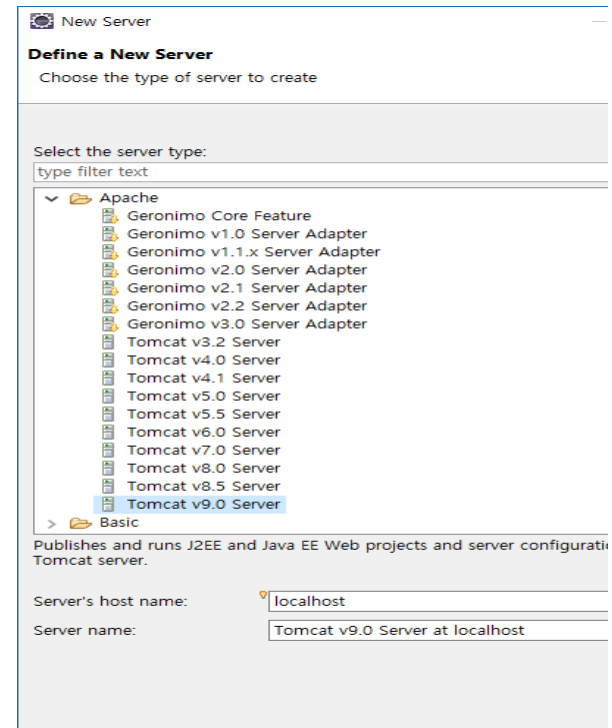 New Server
Define a New Server
Choose the type of server to create
Select the server type:
type filter text
Apache
Geronimo Core Feature
Geronimo v1.0 Server Adapter
Geronimo v1.1.x Server Adapter
Geronimo v2.0 Server Adapter
Geronimo v2.1 Server Adapter
Geronimo v2.2 Server Adapter
Geronimo v3.0 Server Adapter
Tomcat v3.2 Server
Tomcat v4.0 Server
Tomcat v4.1 Server
Tomcat v5.0 Server
Tomcat v5.5 Server
Tomcat v6.0 Server
Tomcat v7.0 Server
Tomcat v8.0 Server
Tomcat v8.5 Server
Tomcat v9.0 Server
Basic
Publishes and runs J2EE and Java EE Web projects and server configurati
Tomcat server.
Server's host name: localhost
Server name: Tomcat v9.0 Server at localhost